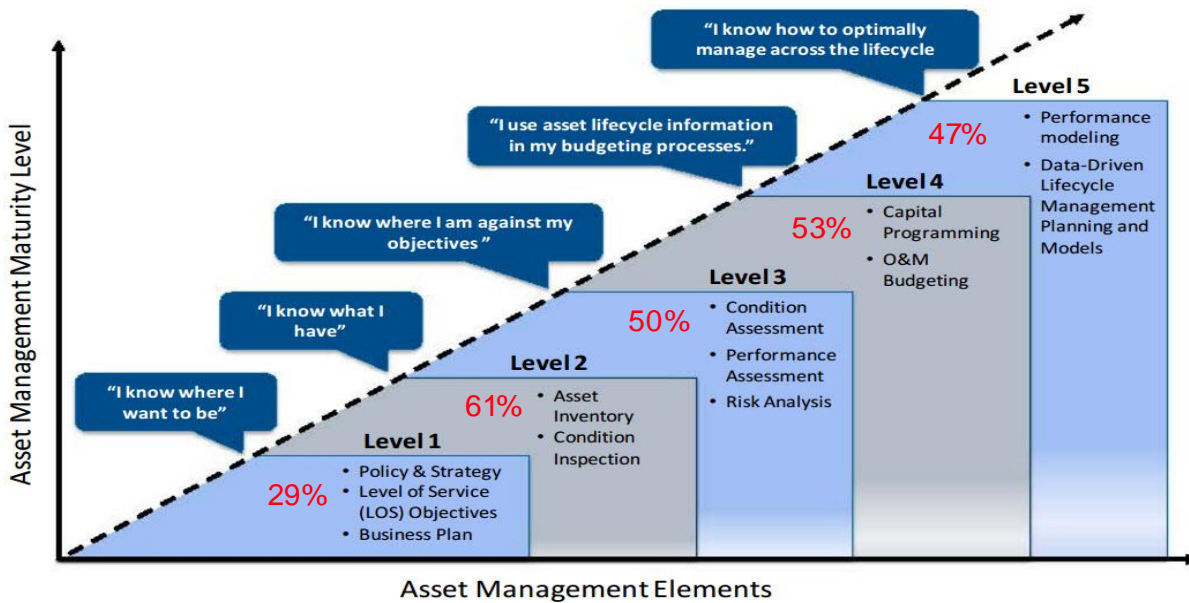 “I know how to optimally
manage across the lifecycle
Level 5
47%
• Performance
modeling
• Data-Driven
Lifecycle
Management
Planning and
Models
“I use asset lifecycle information
in my budgeting processes.”
Level 4
53%
• Capital
Programming
• O&M
Budgeting
“I know where I am against my
objectives ”
Level 3
50%
• Condition
Assessment
• Performance
Assessment
• Risk Analysis
“I know what I
have”
Level 2
61%
• Asset
Inventory
• Condition
Inspection
“I know where I
want to be”
Level 1
29%
• Policy & Strategy
• Level of Service
(LOS) Objectives
• Business Plan
Asset Management Maturity Level
Asset Management Elements